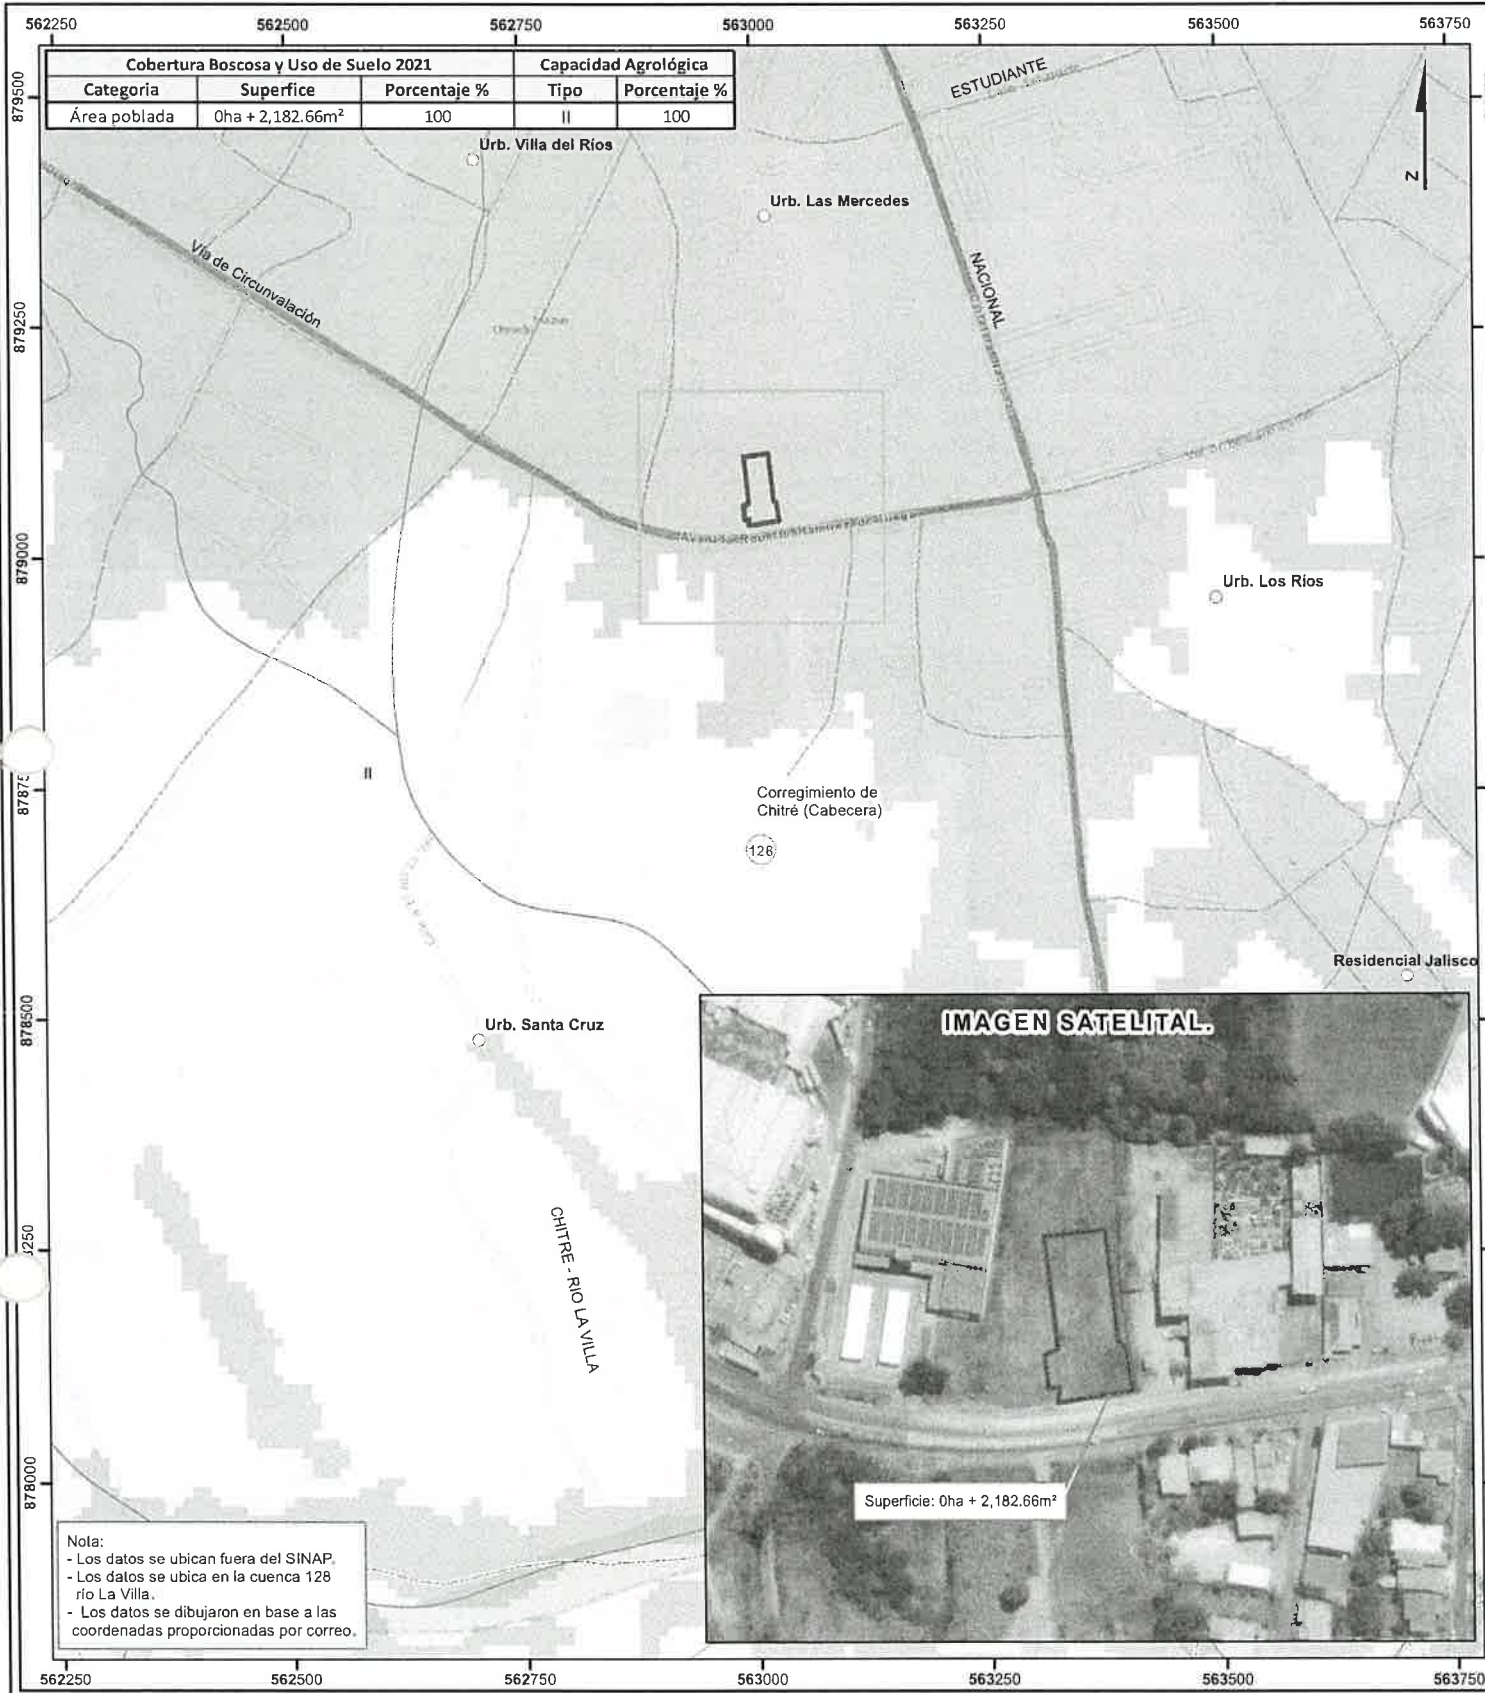 562250 562500 562750 563000 563250 563500 563750
Cobertura Boscosa y Uso de Suelo 2021 Capacidad Agrológica
Categoria Superfice Porcentaje % Tipo Porcentaje %
Área poblada 0ha + 2,182.66m² 100 II 100
ESTUDIANTE
879500
N
Urb. Villa del Ríos
Urb. Las Mercedes
Vía de Circunvalación
NACIONAL
879250
879000
Urb. Los Ríos
II
87875
Corregimiento de
Chitré (Cabecera)
128
Residencial Jalisco
878500
Urb. Santa Cruz
IMAGEN SATELITAL.
CHITRE - RIO LA VILLA
250
878000
Superficie: 0ha + 2,182.66m²
Nota:
- Los datos se ubican fuera del SINAP.
- Los datos se ubica en la cuenca 128
río La Villa.
- Los datos se dibujaron en base a las
coordenadas proporcionadas por correo.
562250 562500 562750 563000 563250 563500 563750